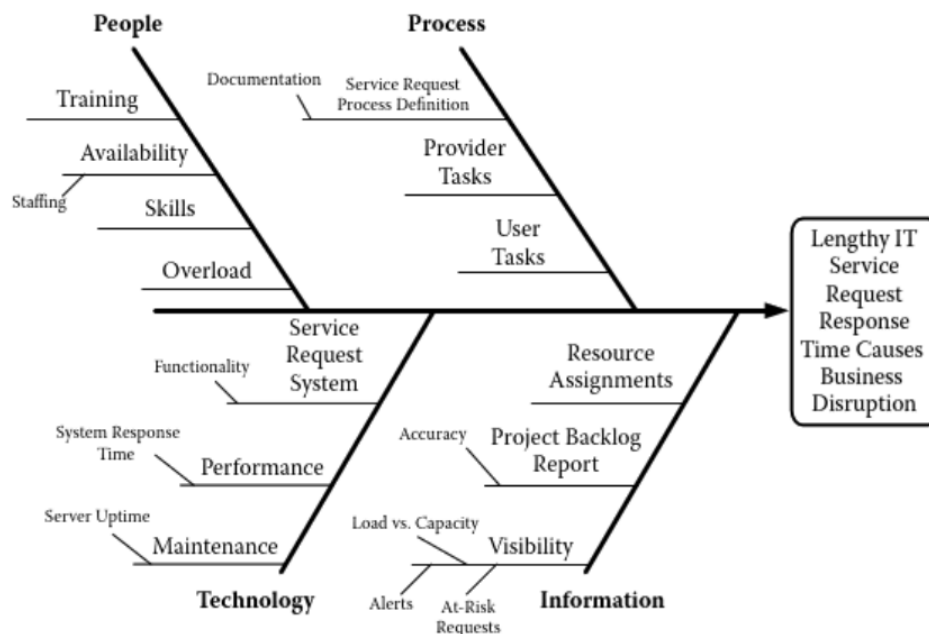 People
Process
Documentation
Service Request
Process Definition
Training
Provider
Tasks
Availability
Staffing
Skills
User
Tasks
Overload
Lengthy IT
Service
Request
Response
Time Causes
Business
Disruption
Service
Request
System
Functionality
Resource
Assignments
System Response
Time
Performance
Accuracy
Project Backlog
Report
Server Uptime
Maintenance
Load vs. Capacity
Visibility
Alerts
At-Risk
Requests
Technology
Information